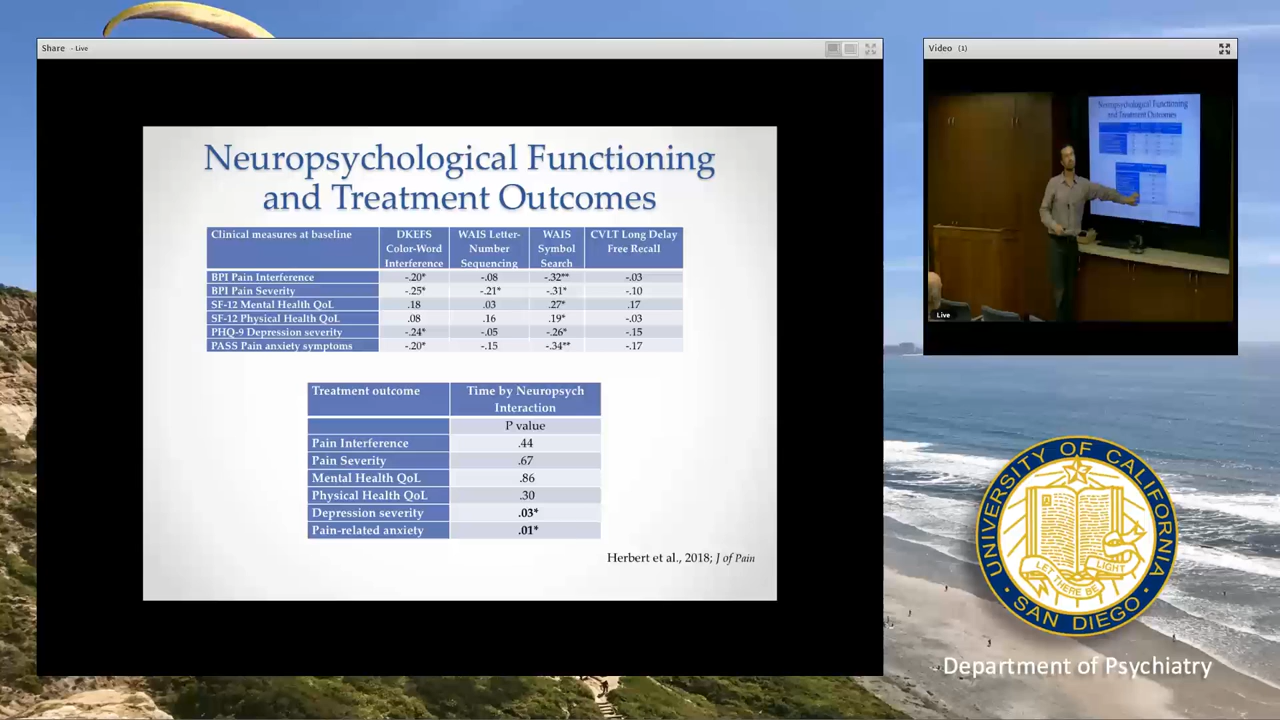 Share - Live
Neuropsychological Functioning
and Treatment Outcomes
Clinical measures at baseline DKEFS Color-Word Interference WAIS Letter-Number Sequencing WAIS Symbol Search CVLT Long Delay Free Recall
BPI Pain Interference -.20* -.08 -.32** -.03
BPI Pain Severity -.25* -.21* -.31* -.10
SF-12 Mental Health QoL .18 .03 .27* .17
SF-12 Physical Health QoL .08 .16 .19* -.03
PHQ-9 Depression severity -.24* -.05 -.26* -.15
PASS Pain anxiety symptoms -.20* -.15 -.34** -.17
Treatment outcome Time by Neuropsych Interaction
P value
Pain Interference .44
Pain Severity .67
Mental Health QoL .86
Physical Health QoL .30
Depression severity .03*
Pain-related anxiety .01*
Herbert et al., 2018; J of Pain
Video (1)
Neuropsychological Functioning
and Treatment Outcomes
Live
UNIVERSITY OF CALIFORNIA
LET THERE BE LIGHT
SAN DIEGO
Department of Psychiatry